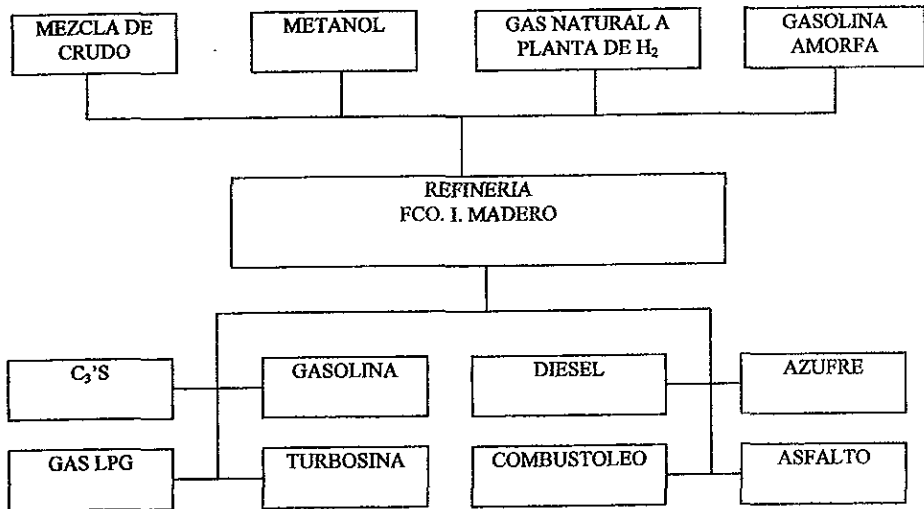 MEZCLA DE
CRUDO
METANOL
GAS NATURAL A
PLANTA DE H₂
GASOLINA
AMORFA
REFINERIA
FCO. I. MADERO
C₃'S
GASOLINA
DIESEL
AZUFRE
GAS LPG
TURBOSINA
COMBUSTOLEO
ASFALTO